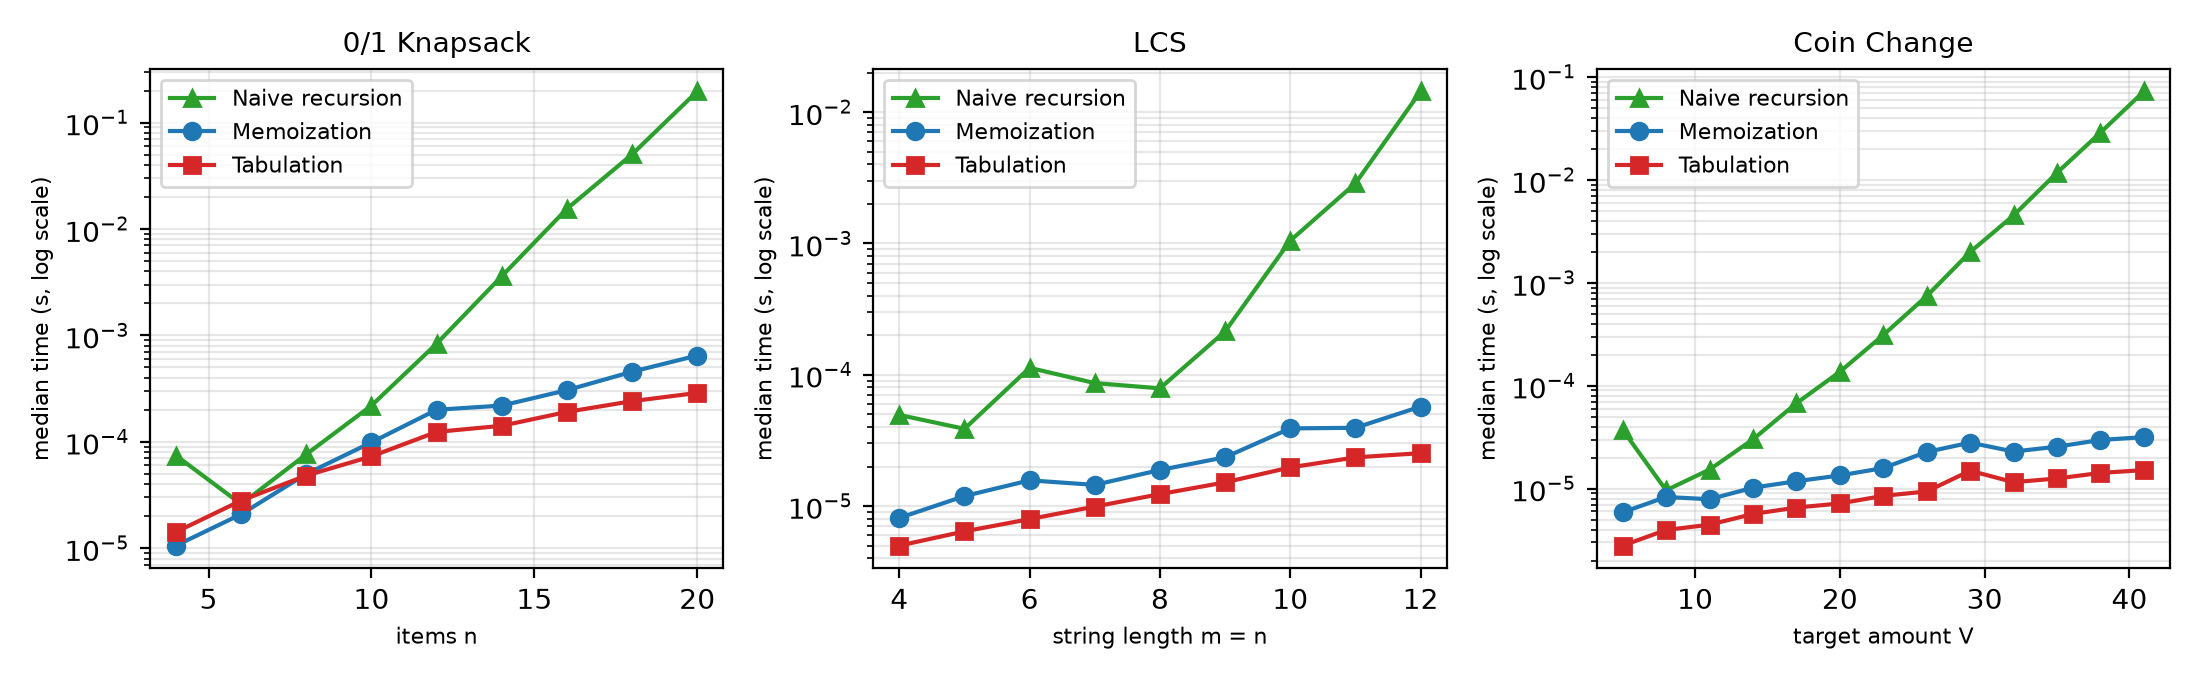 0/1 Knapsack
Naive recursion
Memoization
Tabulation
median time (s, log scale)
10⁻¹
10⁻²
10⁻³
10⁻⁴
10⁻⁵
5 10 15 20
items n
LCS
Naive recursion
Memoization
Tabulation
median time (s, log scale)
10⁻²
10⁻³
10⁻⁴
10⁻⁵
4 6 8 10 12
string length m = n
Coin Change
Naive recursion
Memoization
Tabulation
median time (s, log scale)
10⁻¹
10⁻²
10⁻³
10⁻⁴
10⁻⁵
10 20 30 40
target amount V